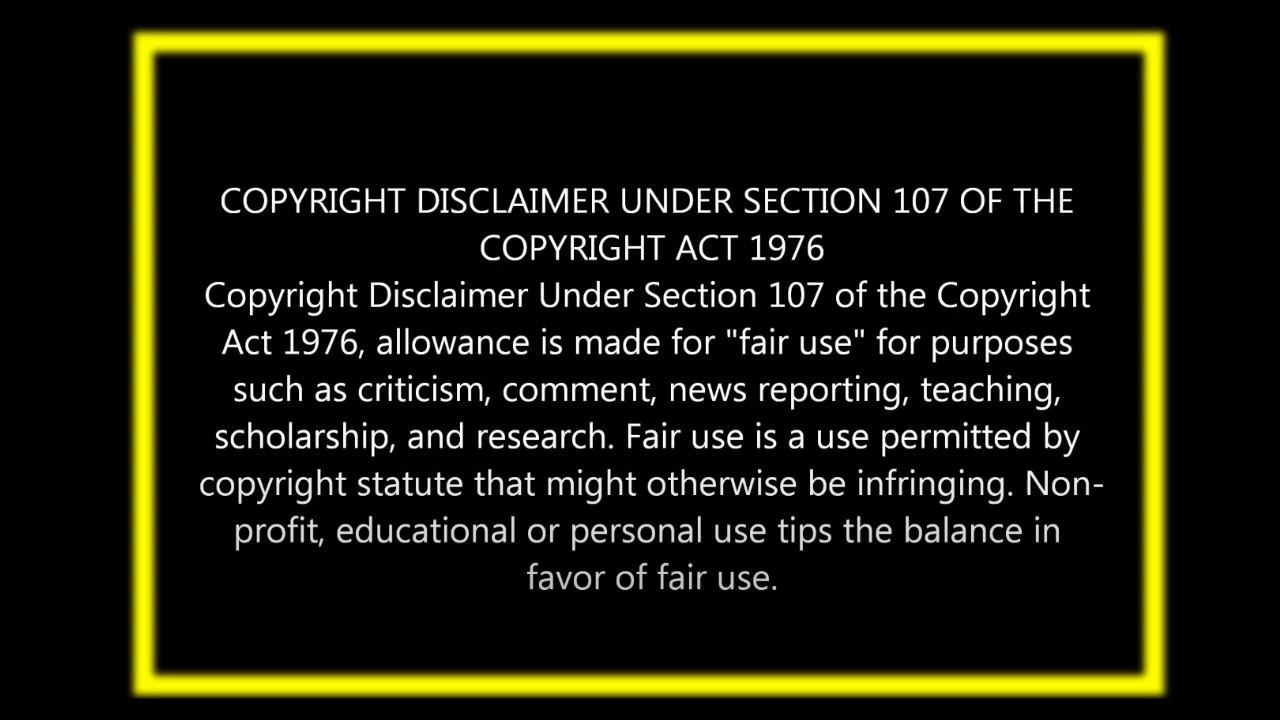 COPYRIGHT DISCLAIMER UNDER SECTION 107 OF THE
COPYRIGHT ACT 1976
Copyright Disclaimer Under Section 107 of the Copyright
Act 1976, allowance is made for "fair use" for purposes
such as criticism, comment, news reporting, teaching,
scholarship, and research. Fair use is a use permitted by
copyright statute that might otherwise be infringing. Non-
profit, educational or personal use tips the balance in
favor of fair use.